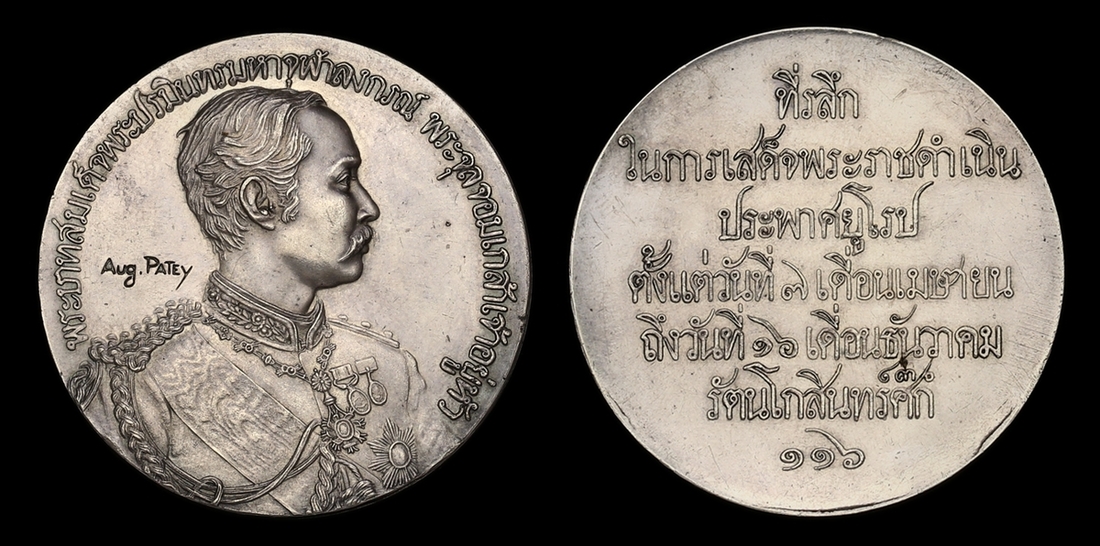 พระบาทสมเด็จพระปรมินทรมหาจุฬาลงกรณ์ พระจุลจอมเกล้าเจ้าอยู่หัว
Aug. PATEY
ที่รฦก
ในการเสด็จพระราชดำเนิน
ประพาศยุโรป
ตั้งแต่วันที่ ๗ เดือนเมษายน
ถึงวันที่ ๑๖ เดือนธันวาคม
รัตนโกสินทร์ศ๓ก
๑๑๖